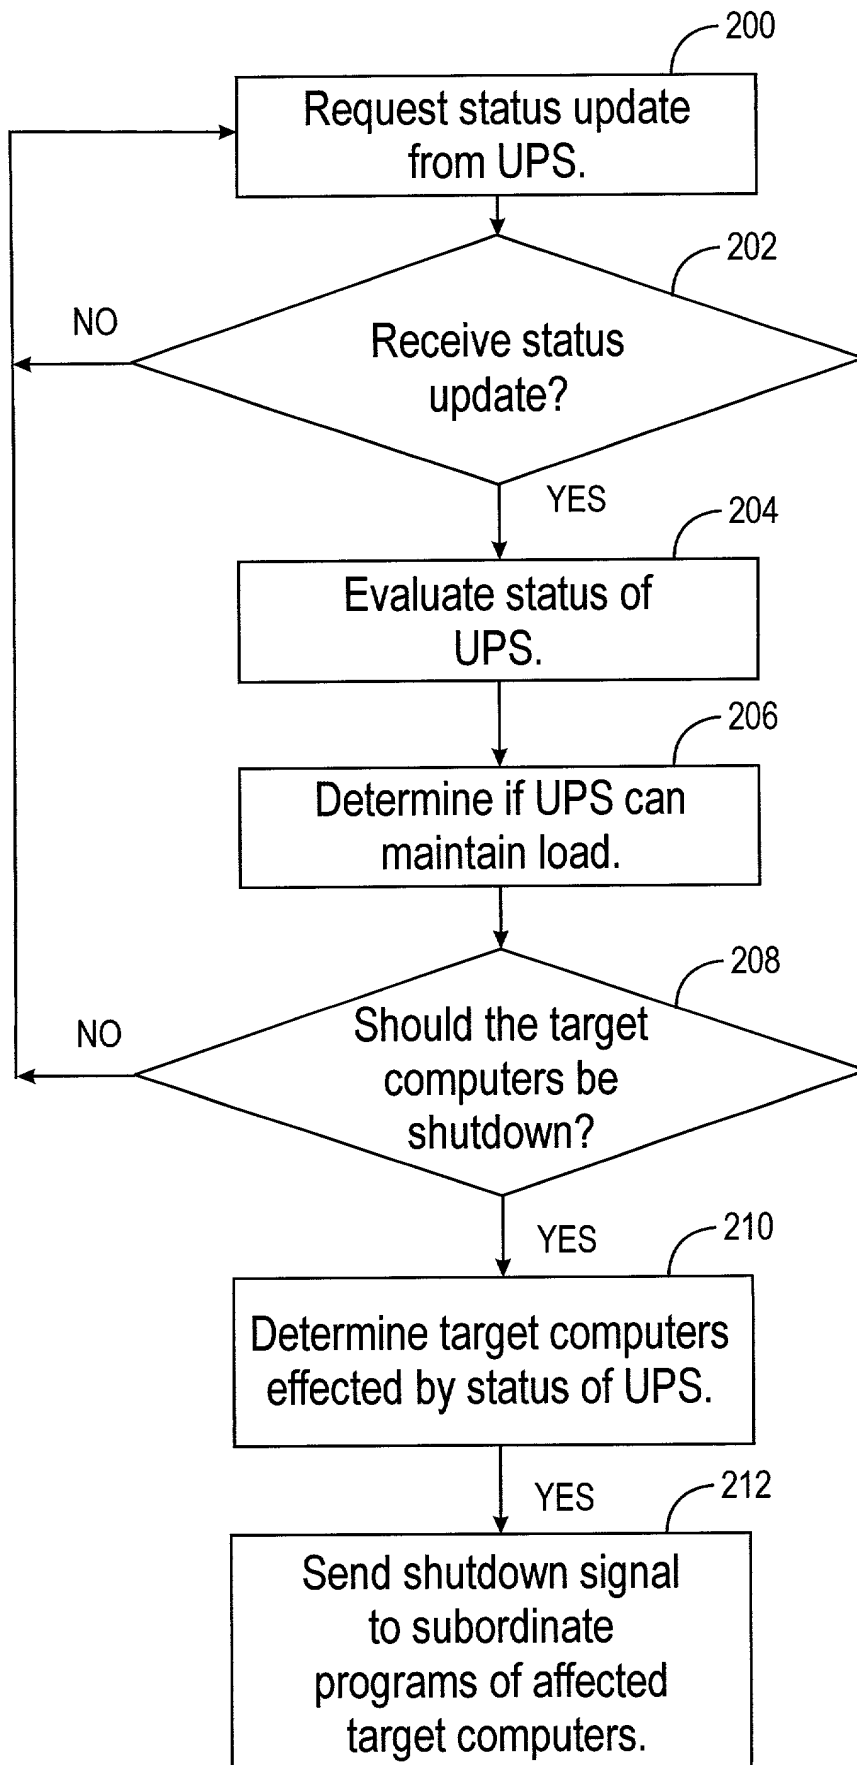 200
Request status update
from UPS.
202
NO
Receive status
update?
YES
204
Evaluate status of
UPS.
206
Determine if UPS can
maintain load.
208
NO
Should the target
computers be
shutdown?
YES
210
Determine target computers
effected by status of UPS.
YES
212
Send shutdown signal
to subordinate
programs of affected
target computers.